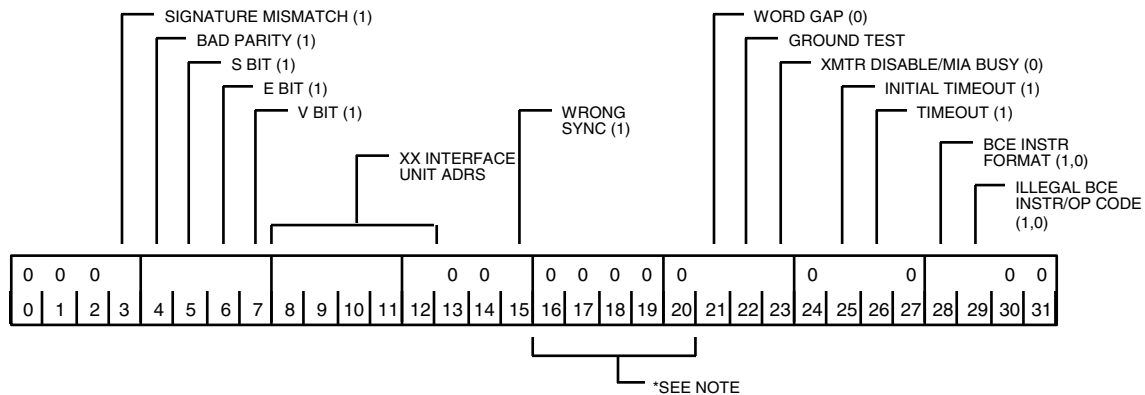 SIGNATURE MISMATCH (1)
BAD PARITY (1)
S BIT (1)
E BIT (1)
V BIT (1)
XX INTERFACE
UNIT ADRS
WRONG
SYNC (1)
WORD GAP (0)
GROUND TEST
XMTR DISABLE/MIA BUSY (0)
INITIAL TIMEOUT (1)
TIMEOUT (1)
BCE INSTR
FORMAT (1,0)
ILLEGAL BCE
INSTR/OP CODE
(1,0)
0 0 0 0 0 0 0 0 0 0 0 0 0 0
0 1 2 3 4 5 6 7 8 9 10 11 12 13 14 15 16 17 18 19 20 21 22 23 24 25 26 27 28 29 30 31
*SEE NOTE